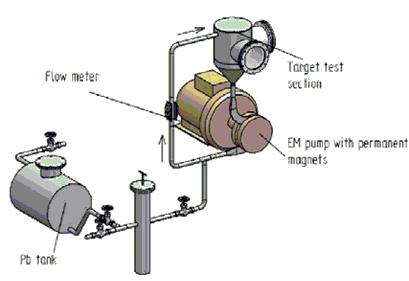 Flow meter
Target test
section
EM pump with permanent
magnets
Pb tank